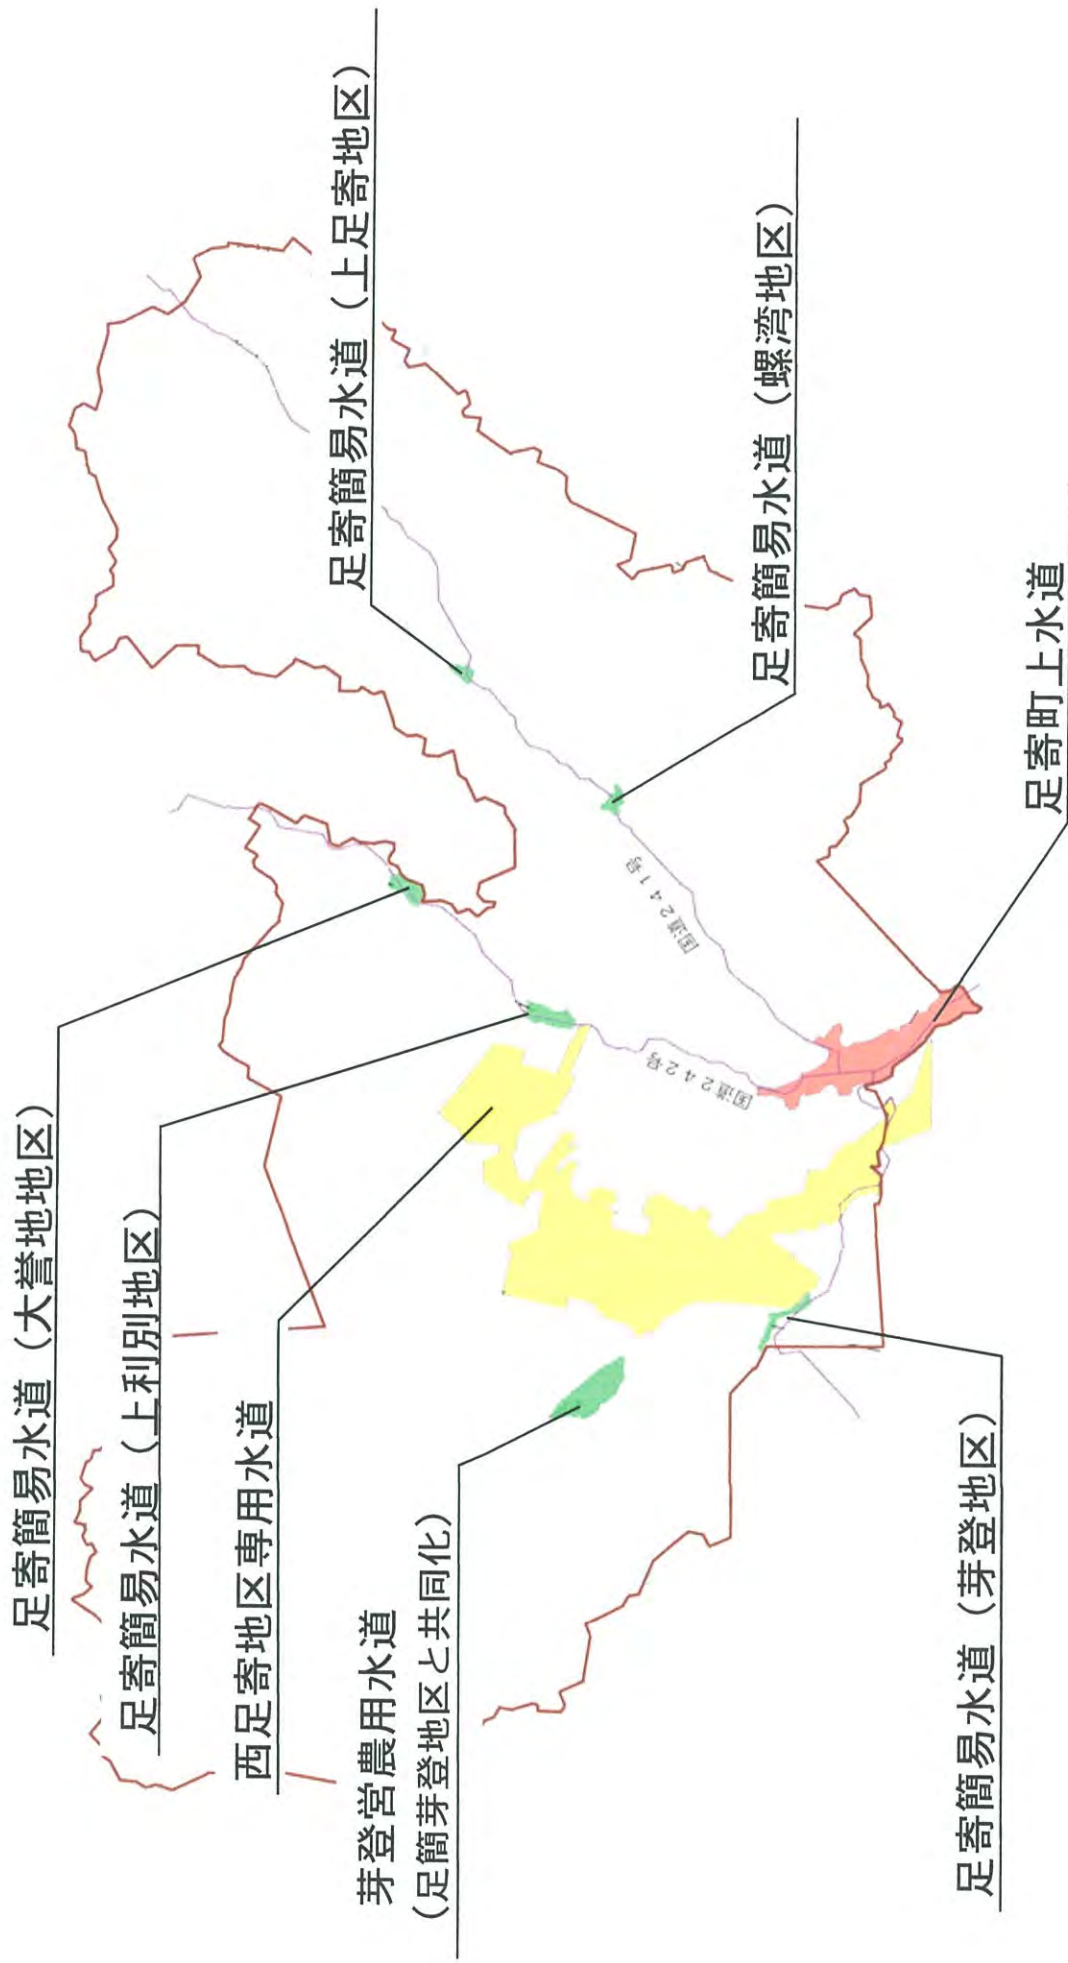 足寄簡易水道（大誉地地区）
足寄簡易水道（上利別地区）
西足寄地区専用水道
芽登営農用水道
（足簡芽登地区と共同化）
足寄簡易水道（上足寄地区）
足寄簡易水道（螺湾地区）
国道241号
国道242号
足寄簡易水道（芽登地区）
足寄町上水道